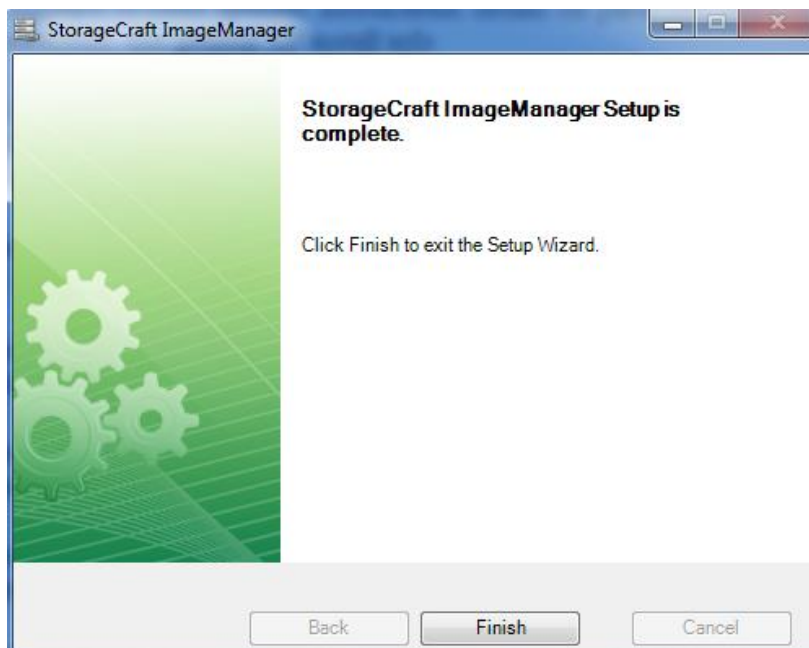 StorageCraft ImageManager
StorageCraft ImageManager Setup is
complete.
Click Finish to exit the Setup Wizard.
Back
Finish
Cancel